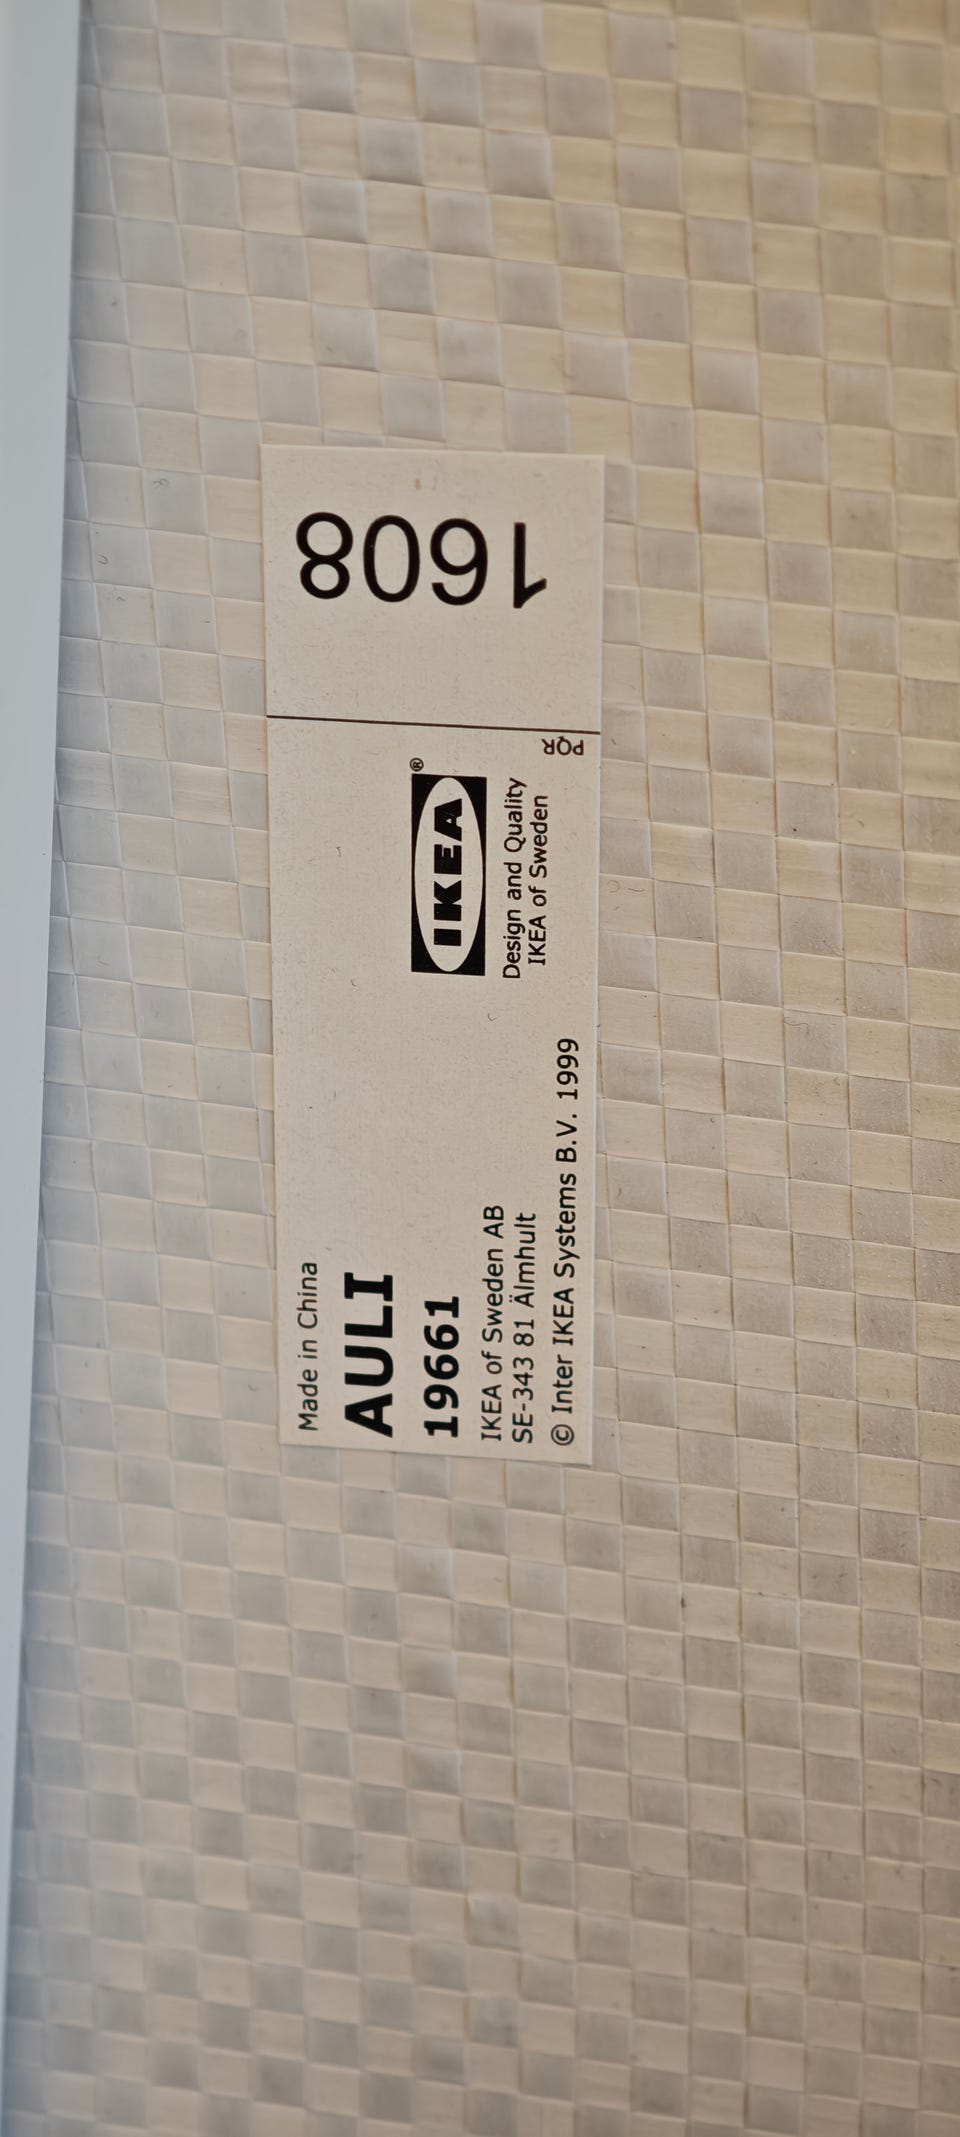 Made in China
AULI
19661
IKEA of Sweden AB
SE-343 81 Älmhult
© Inter IKEA Systems B.V. 1999
IKEA®
Design and Quality
IKEA of Sweden
PQR
1608